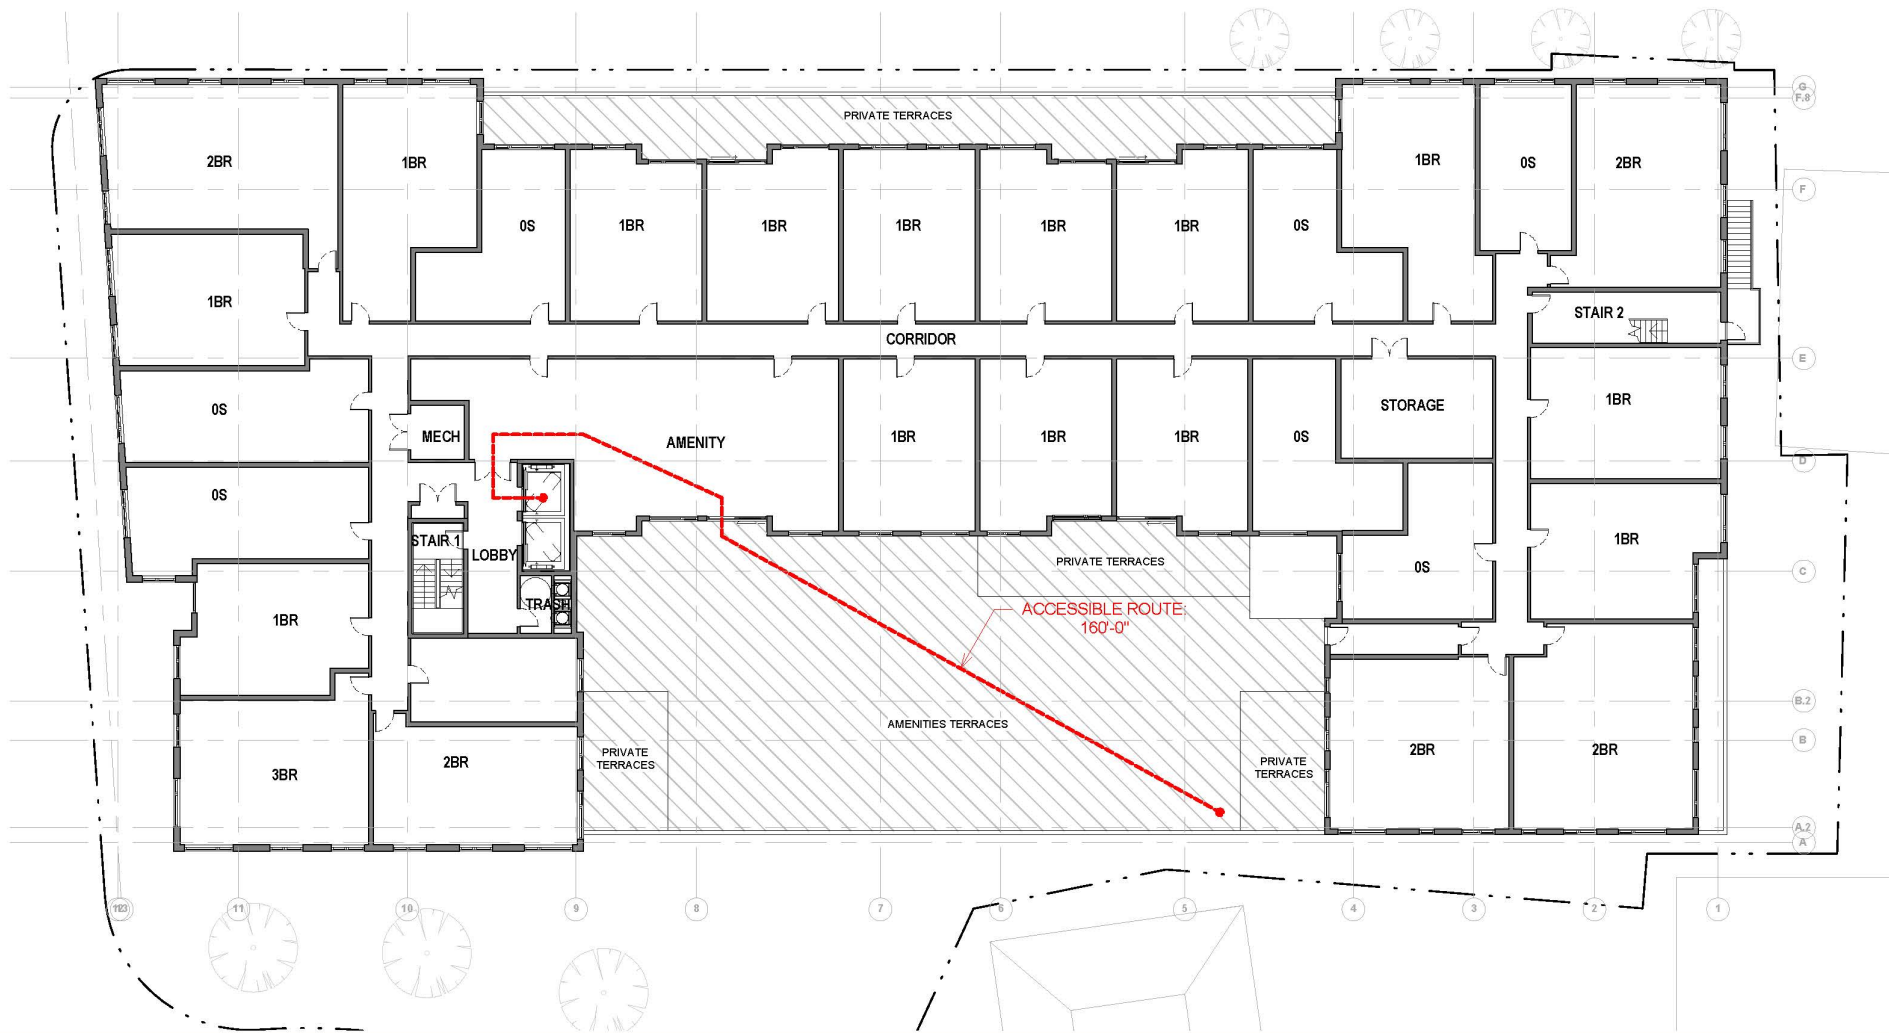 PRIVATE TERRACES
G
F.8
2BR
1BR
1BR
0S
2BR
F
0S
1BR
1BR
1BR
1BR
1BR
0S
1BR
STAIR 2
CORRIDOR
E
0S
MECH
AMENITY
1BR
1BR
1BR
0S
STORAGE
1BR
D
0S
STAIR 1
LOBBY
PRIVATE TERRACES
0S
1BR
C
TRASH
ACCESSIBLE ROUTE:
160'-0"
1BR
B.2
AMENITIES TERRACES
B
3BR
2BR
PRIVATE
TERRACES
PRIVATE
TERRACES
2BR
2BR
A.2
A
11
10
9
8
7
6
5
4
3
2
1